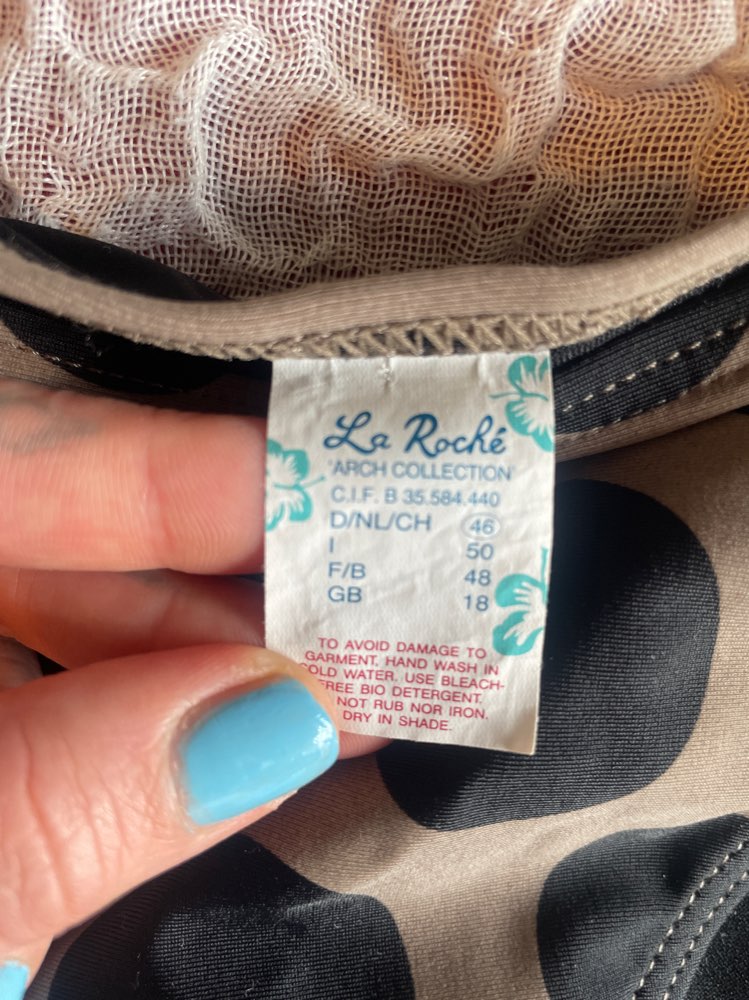 La Roché
'ARCH COLLECTION'
C.I.F. B 35.584.440
D/NL/CH 46
I 50
F/B 48
GB 18
TO AVOID DAMAGE TO
GARMENT, HAND WASH IN
COLD WATER. USE BLEACH-
FREE BIO DETERGENT.
NOT RUB NOR IRON.
DRY IN SHADE.